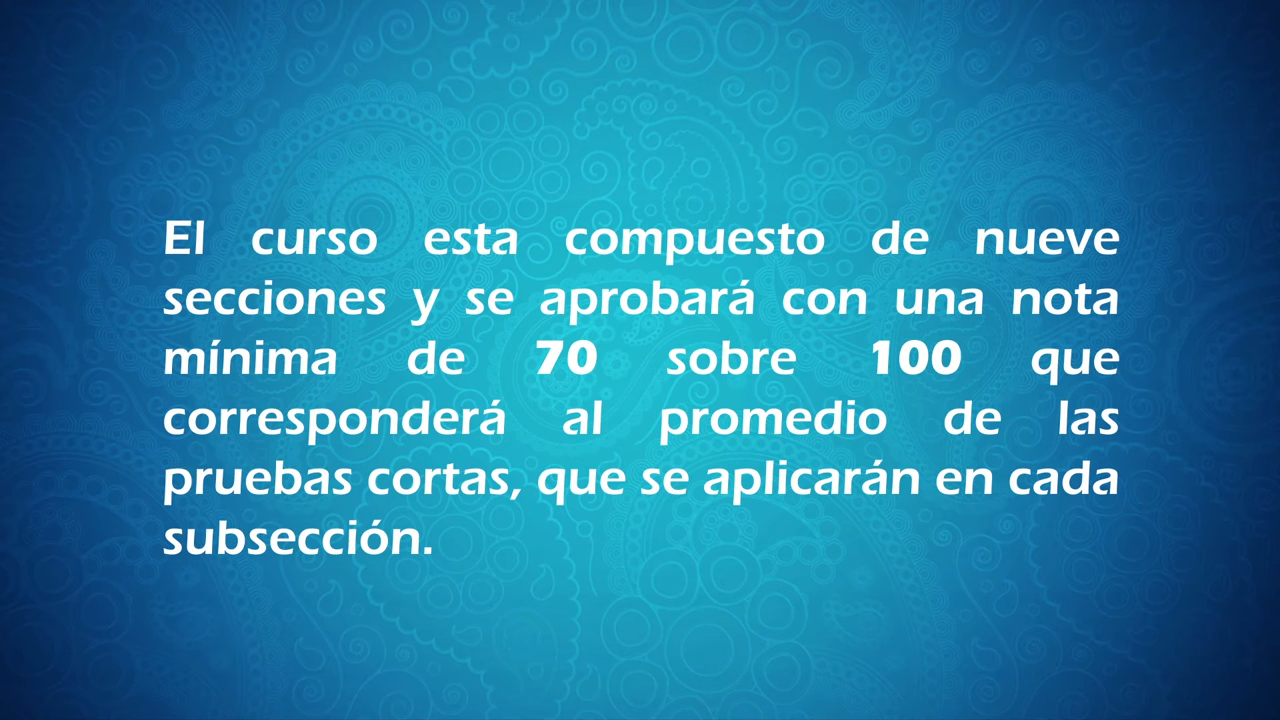 El curso esta compuesto de nueve
secciones y se aprobará con una nota
mínima de 70 sobre 100 que
corresponderá al promedio de las
pruebas cortas, que se aplicarán en cada
subsección.